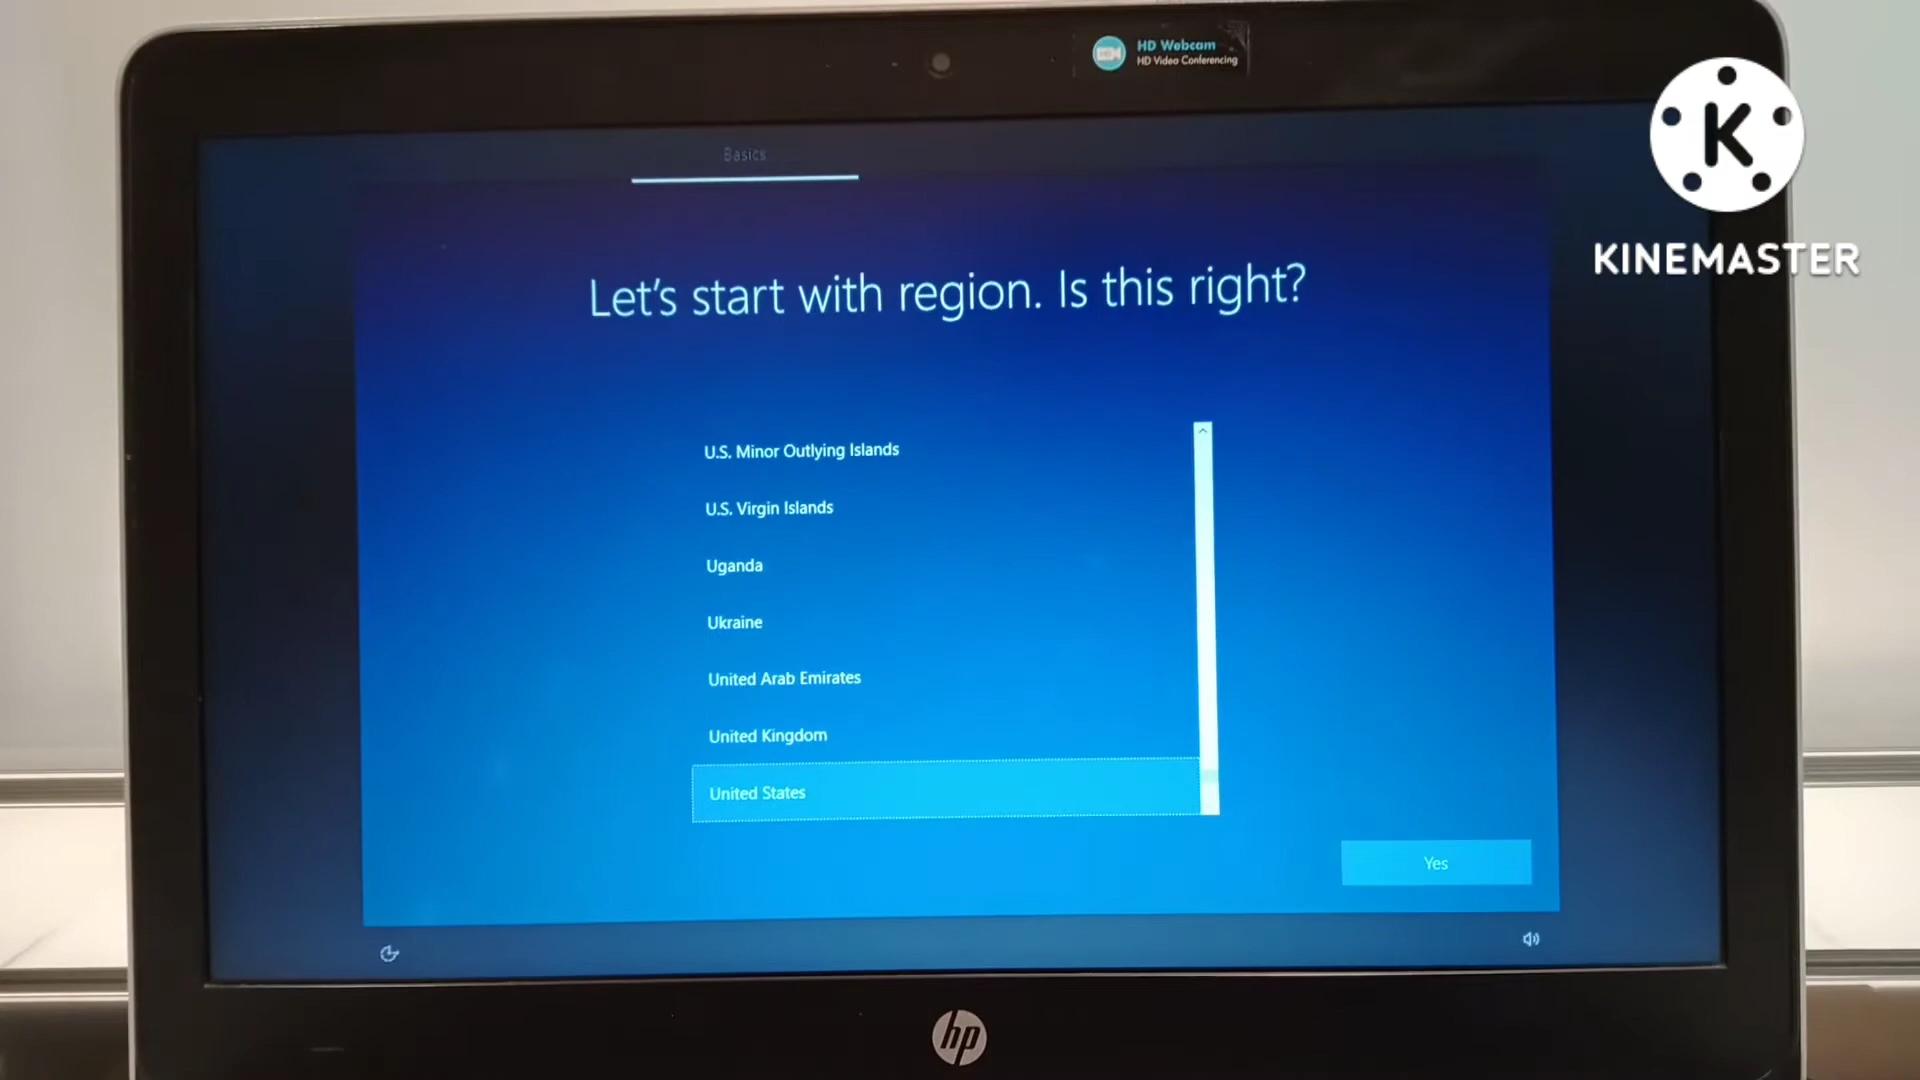 HD Webcam
HD Video Conferencing
K
KINEMASTER
Basics
Let's start with region. Is this right?
U.S. Minor Outlying Islands
U.S. Virgin Islands
Uganda
Ukraine
United Arab Emirates
United Kingdom
United States
Yes
hp